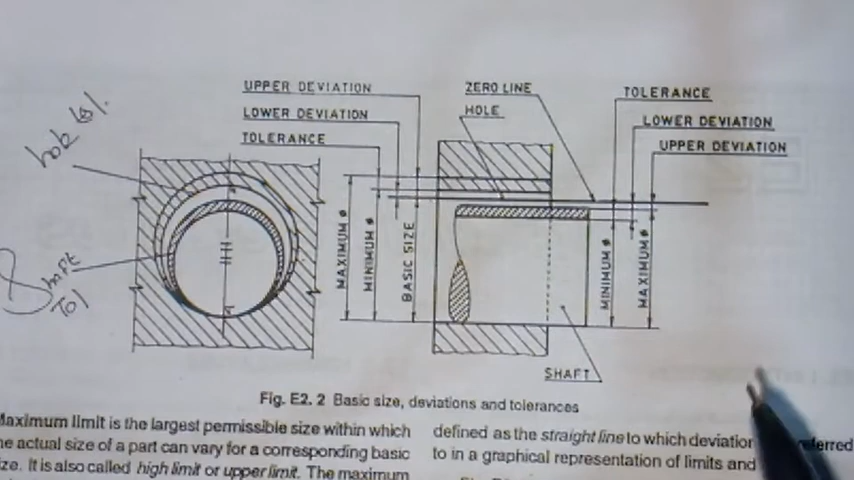 UPPER DEVIATION
LOWER DEVIATION
TOLERANCE
ZERO LINE
HOLE
TOLERANCE
LOWER DEVIATION
UPPER DEVIATION
hole tol.
Shaft
Tol
MAXIMUM ø
MINIMUM ø
BASIC SIZE
MINIMUM ø
MAXIMUM ø
SHAFT
Fig. E2. 2 Basic size, deviations and tolerances
Maximum limit is the largest permissible size within which
the actual size of a part can vary for a corresponding basic
size. It is also called high limit or upper limit. The maximum
defined as the straight line to which deviation referred
to in a graphical representation of limits and